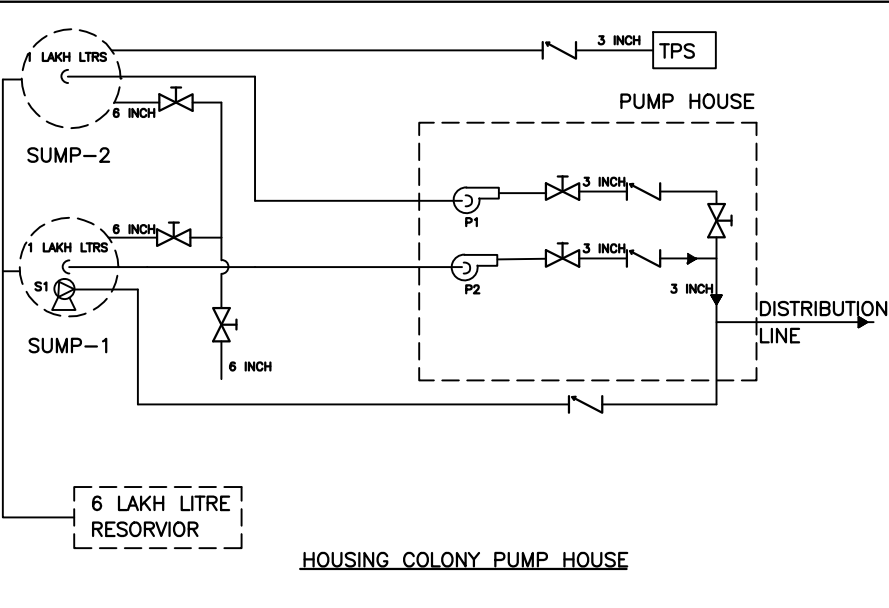 3 INCH
TPS
1 LAKH LTRS
6 INCH
SUMP-2
PUMP HOUSE
3 INCH
P1
6 INCH
1 LAKH LTRS
S1
SUMP-1
3 INCH
P2
3 INCH
DISTRIBUTION
LINE
6 INCH
6 LAKH LITRE
RESORVIOR
HOUSING COLONY PUMP HOUSE